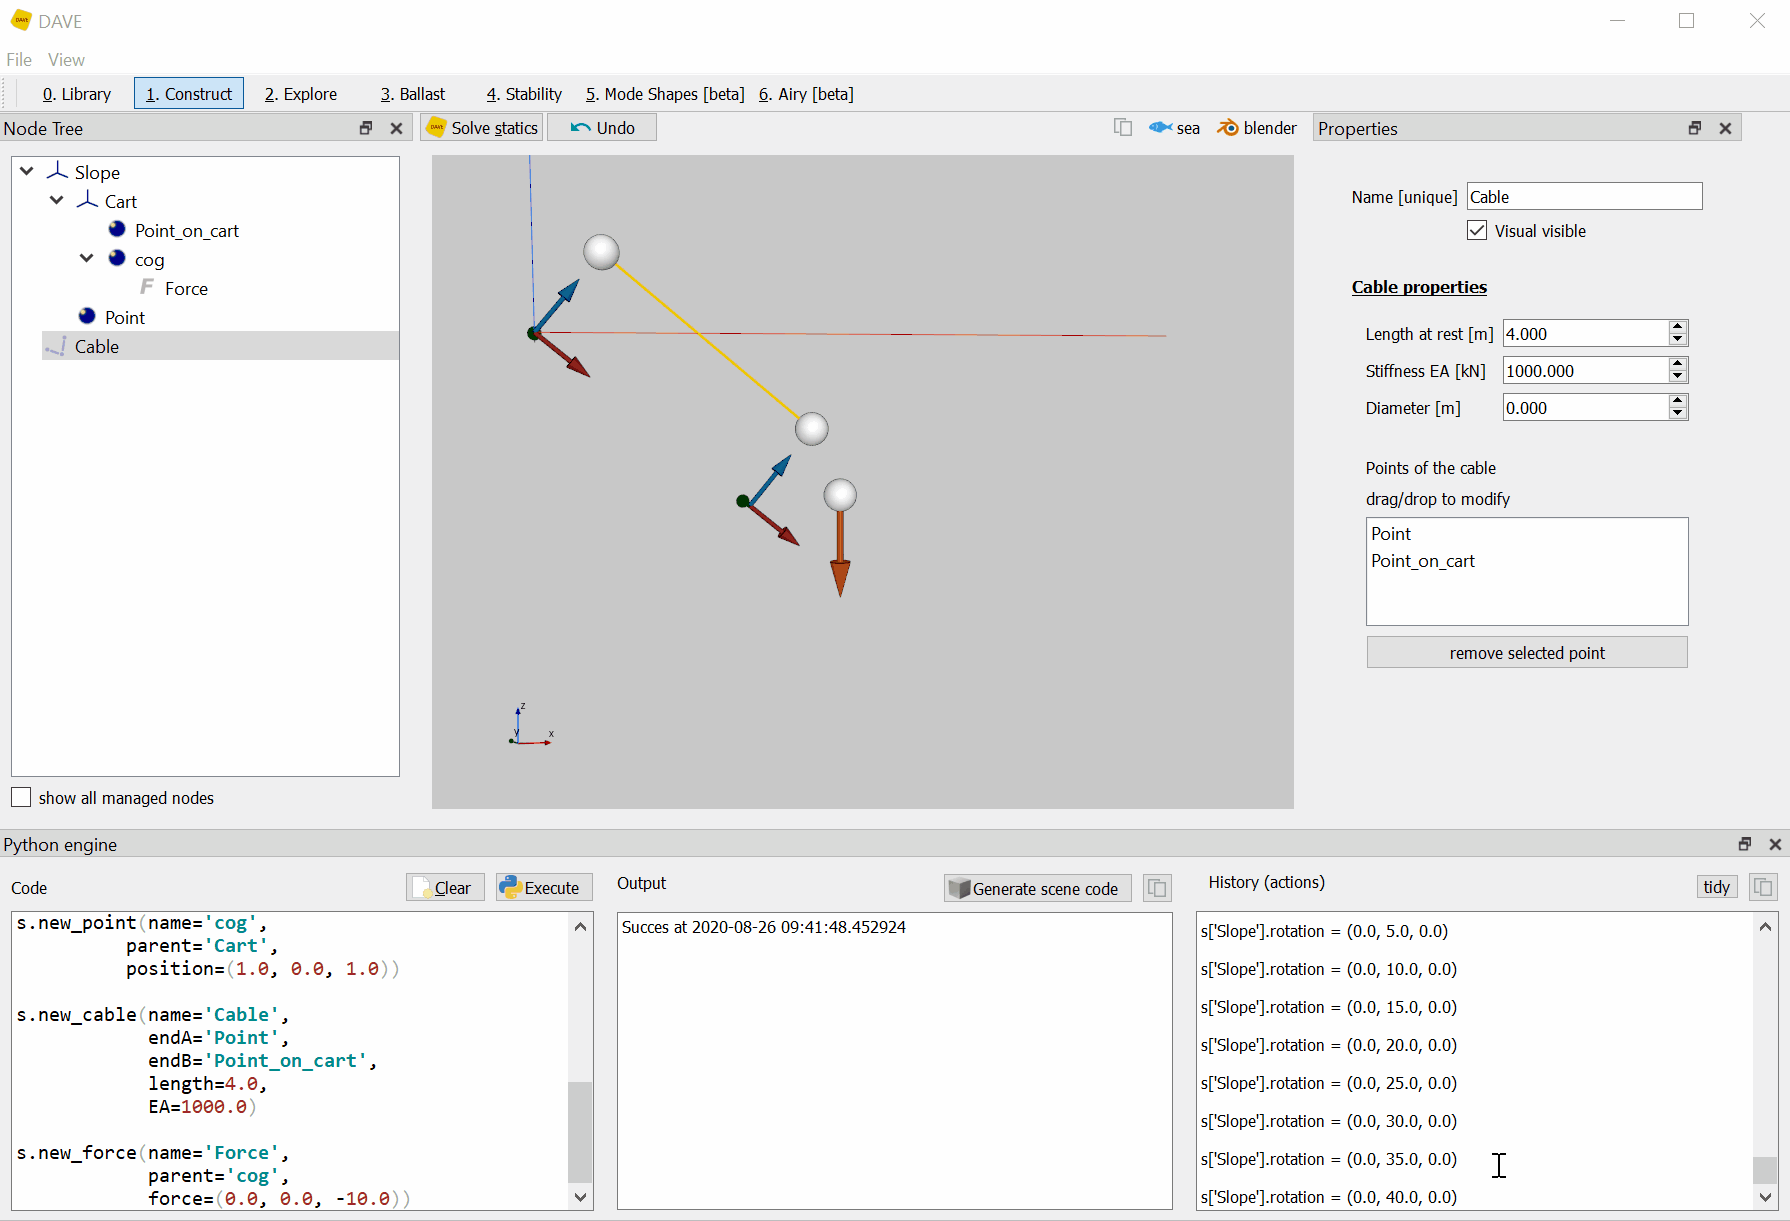 DAVE
File View
0. Library 1. Construct 2. Explore 3. Ballast 4. Stability 5. Mode Shapes [beta] 6. Airy [beta]
Node Tree
DAVE Solve statics Undo
sea blender
Properties
Slope
Cart
Point_on_cart
cog
F Force
Point
Cable
show all managed nodes
z
y x
Name [unique] Cable
Visual visible
Cable properties
Length at rest [m] 4.000
Stiffness EA [kN] 1000.000
Diameter [m] 0.000
Points of the cable
drag/drop to modify
Point
Point_on_cart
remove selected point
Python engine
Code Clear Execute
s.new_point(name='cog',
parent='Cart',
position=(1.0, 0.0, 1.0))
s.new_cable(name='Cable',
endA='Point',
endB='Point_on_cart',
length=4.0,
EA=1000.0)
s.new_force(name='Force',
parent='cog',
force=(0.0, 0.0, -10.0))
Output Generate scene code
Succes at 2020-08-26 09:41:48.452924
History (actions) tidy
s['Slope'].rotation = (0.0, 5.0, 0.0)
s['Slope'].rotation = (0.0, 10.0, 0.0)
s['Slope'].rotation = (0.0, 15.0, 0.0)
s['Slope'].rotation = (0.0, 20.0, 0.0)
s['Slope'].rotation = (0.0, 25.0, 0.0)
s['Slope'].rotation = (0.0, 30.0, 0.0)
s['Slope'].rotation = (0.0, 35.0, 0.0)
s['Slope'].rotation = (0.0, 40.0, 0.0)